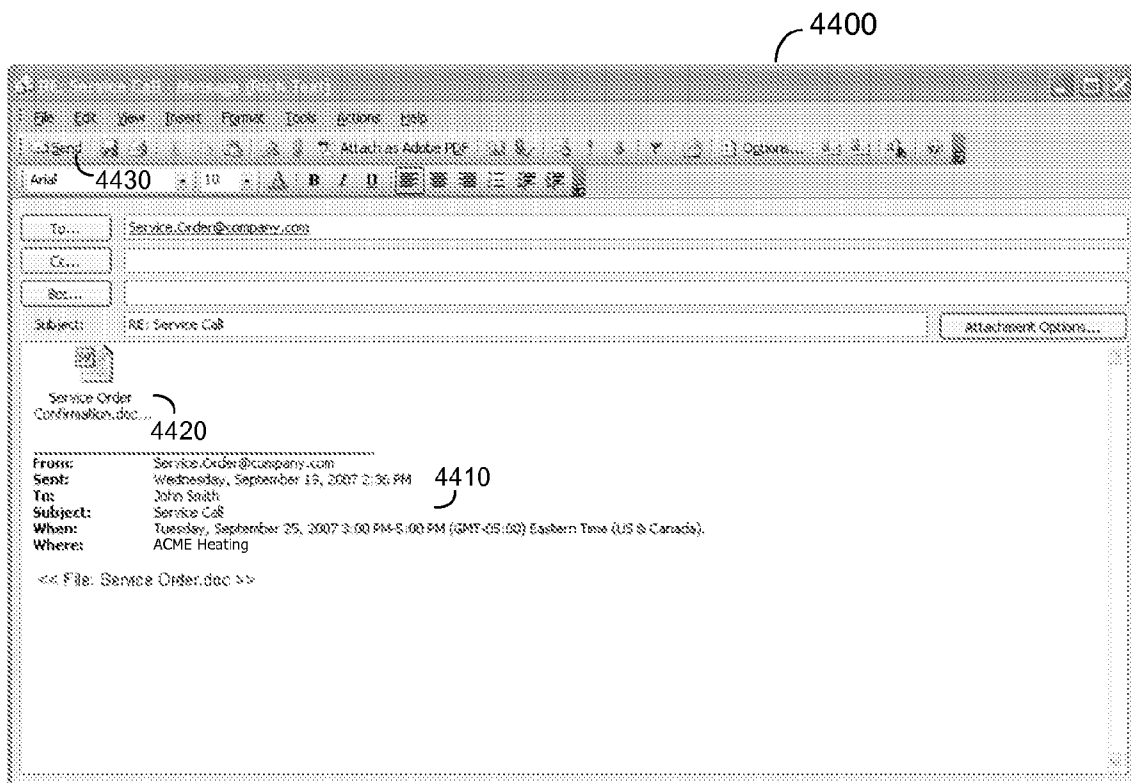 4400
File Edit View Insert Format Tools Actions Help
Send Attach as Adobe PDF Options...
Arial 10 B I U
4430
To... Service.Order@company.com
Cc...
Bcc...
Subject: RE: Service Call Attachment Options...
Service Order
Confirmation.doc...
4420
From: Service.Order@company.com
Sent: Wednesday, September 19, 2007 2:36 PM
4410
To: John Smith
Subject: Service Call
When: Tuesday, September 25, 2007 3:00 PM-5:00 PM (GMT-05:00) Eastern Time (US & Canada).
Where: ACME Heating
<< File: Service Order.doc >>